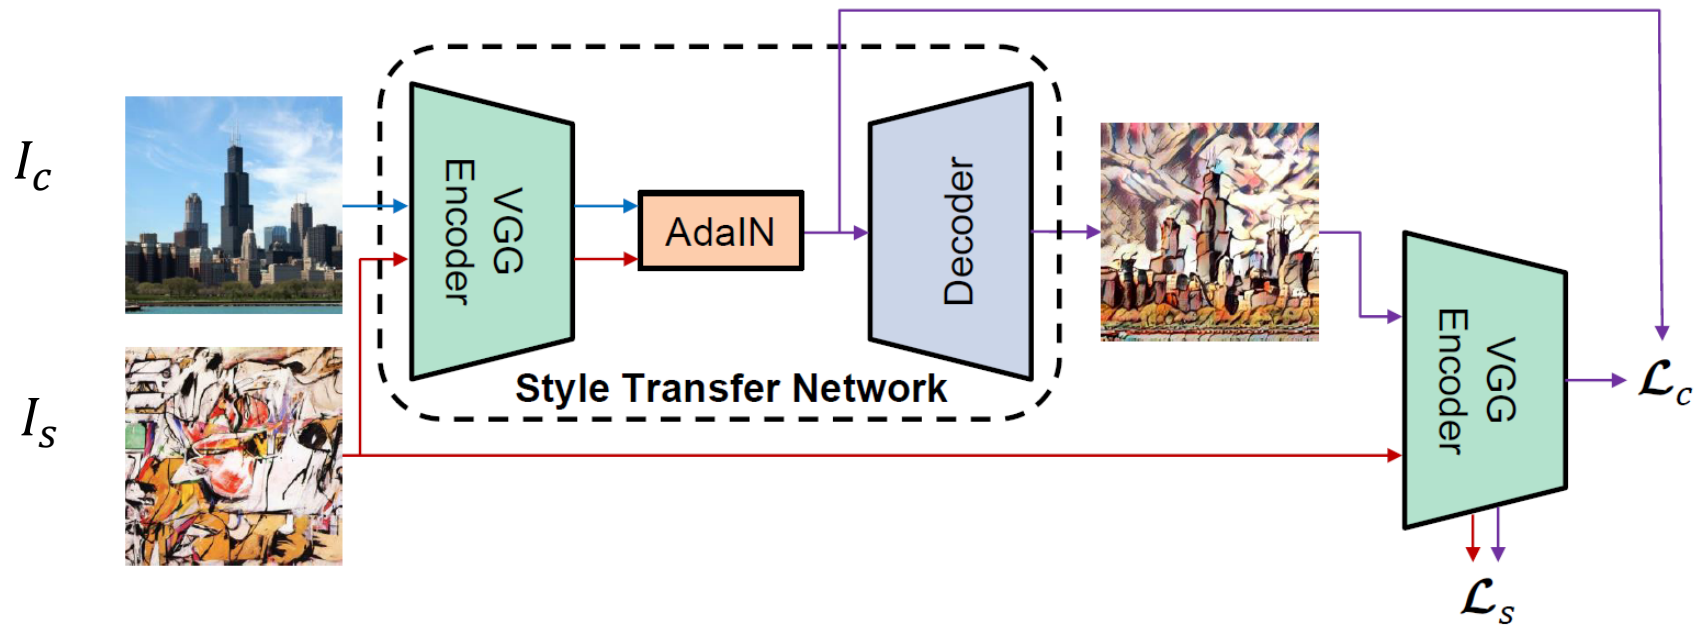 I_c
I_s
VGG
Encoder
AdaIN
Decoder
Style Transfer Network
VGG
Encoder
ℒ_c
ℒ_s